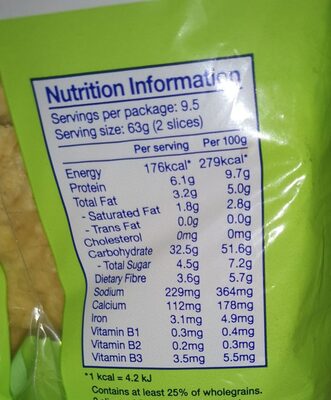 Nutrition Information
Servings per package: 9.5
Serving size: 63g (2 slices)
Per serving Per 100g
Energy 176kcal* 279kcal*
Protein 6.1g 9.7g
Total Fat 3.2g 5.0g
- Saturated Fat 1.8g 2.8g
- Trans Fat 0.0g 0.0g
Cholesterol 0mg 0mg
Carbohydrate 32.5g 51.6g
- Total Sugar 4.5g 7.2g
Dietary Fibre 3.6g 5.7g
Sodium 229mg 364mg
Calcium 112mg 178mg
Iron 3.1mg 4.9mg
Vitamin B1 0.3mg 0.4mg
Vitamin B2 0.2mg 0.3mg
Vitamin B3 3.5mg 5.5mg
*1 kcal = 4.2 kJ
Contains at least 25% of wholegrains.